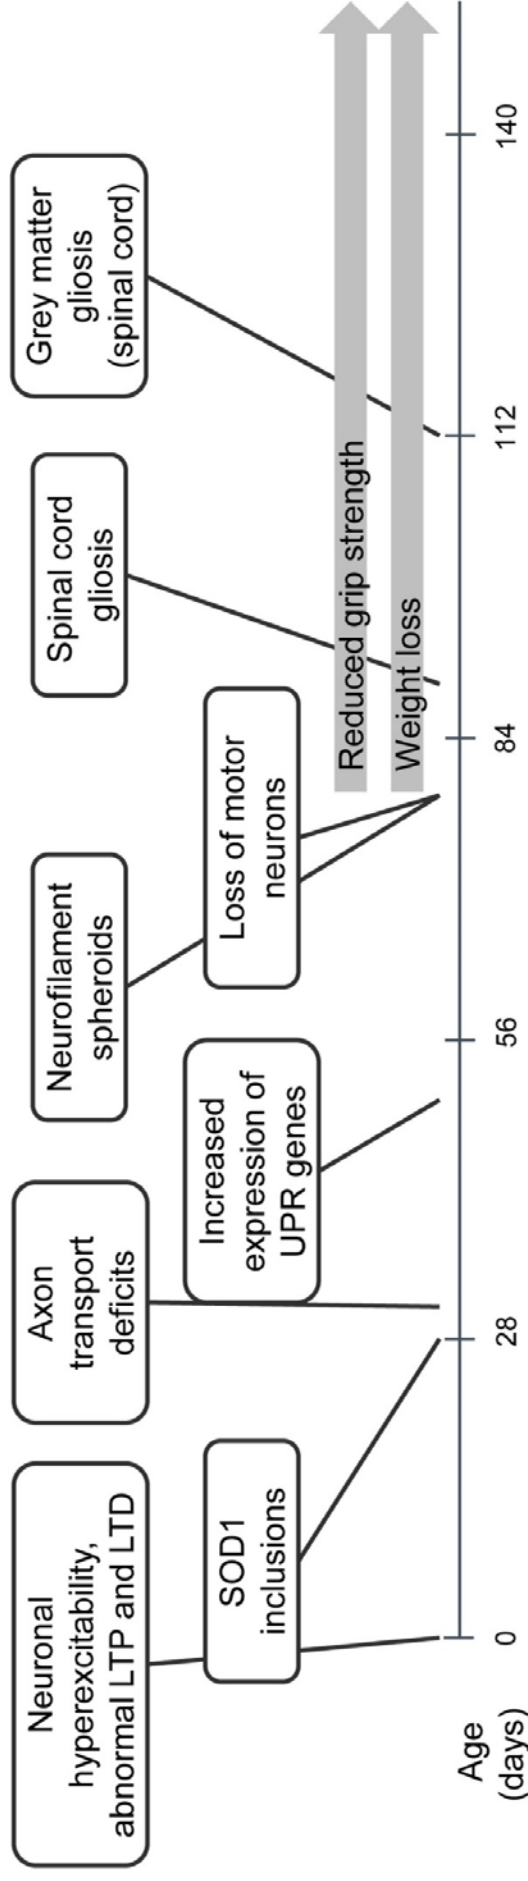 Neuronal
hyperexcitability,
abnormal LTP and LTD
Axon
transport
deficits
Neurofilament
spheroids
Spinal cord
gliosis
Grey matter
gliosis
(spinal cord)
SOD1
inclusions
Increased
expression of
UPR genes
Loss of motor
neurons
Reduced grip strength
Weight loss
Age
(days)
0
28
56
84
112
140